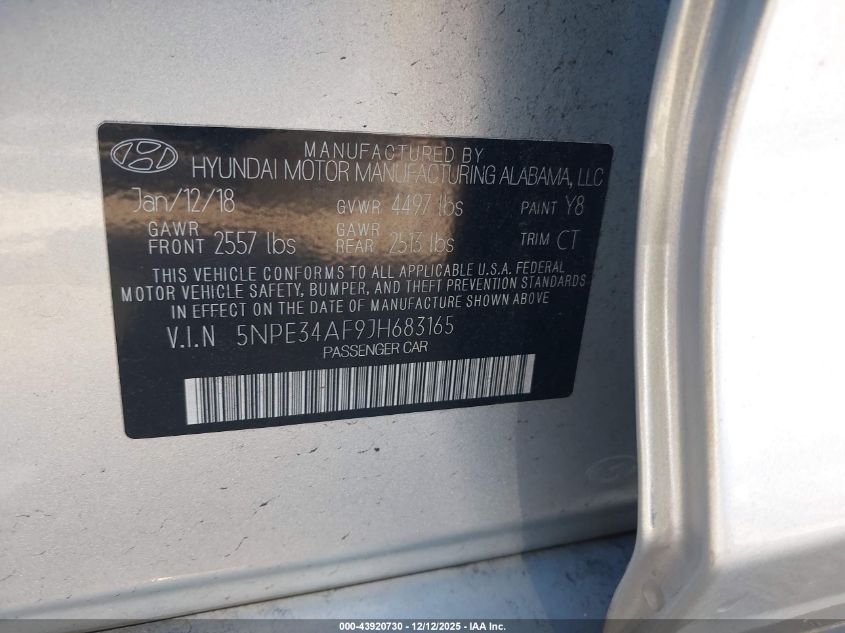 MANUFACTURED BY
HYUNDAI MOTOR MANUFACTURING ALABAMA, LLC
Jan/12/18 GVWR 4497 lbs PAINT Y8
GAWR FRONT 2557 lbs GAWR REAR 2513 lbs TRIM CT
THIS VEHICLE CONFORMS TO ALL APPLICABLE U.S.A. FEDERAL
MOTOR VEHICLE SAFETY, BUMPER, AND THEFT PREVENTION STANDARDS
IN EFFECT ON THE DATE OF MANUFACTURE SHOWN ABOVE.
V.I.N 5NPE34AF9JH683165
PASSENGER CAR
000-43920730 - 12/12/2025 - IAA Inc.